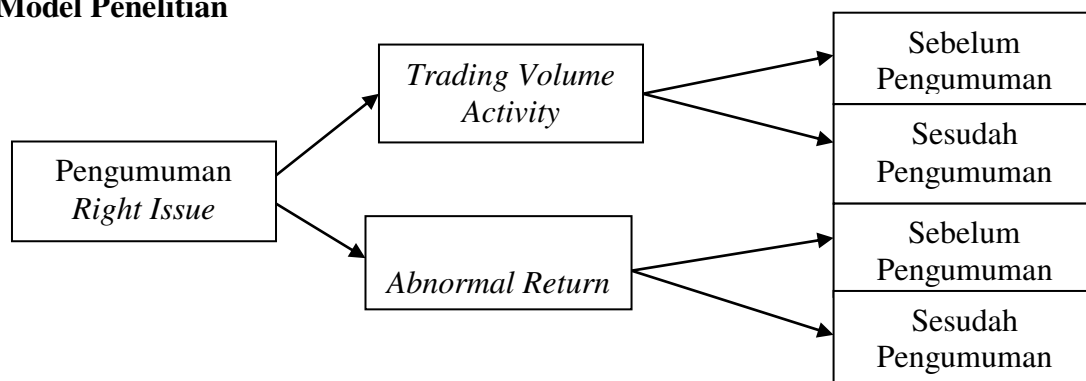 Model Penelitian
Sebelum
Pengumuman
Trading Volume
Activity
Sesudah
Pengumuman
Pengumuman
Right Issue
Sebelum
Pengumuman
Abnormal Return
Sesudah
Pengumuman